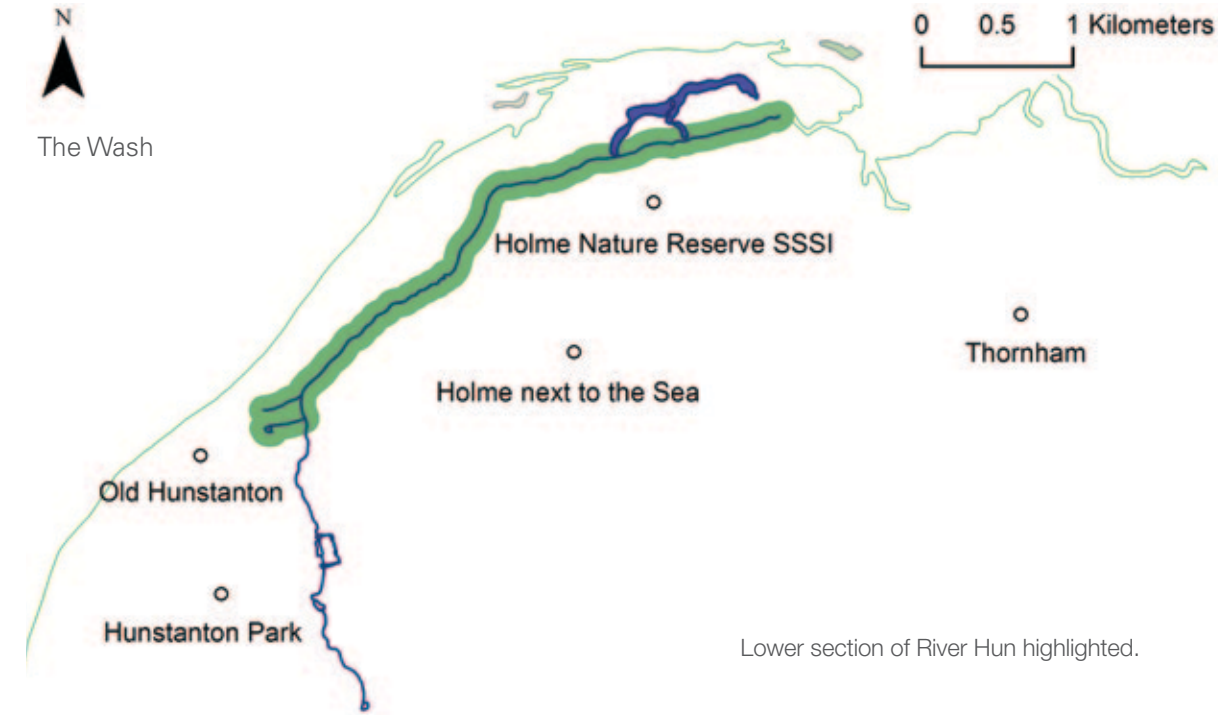 N
0 0.5 1 Kilometers
The Wash
Holme Nature Reserve SSSI
Thornham
Holme next to the Sea
Old Hunstanton
Hunstanton Park
Lower section of River Hun highlighted.